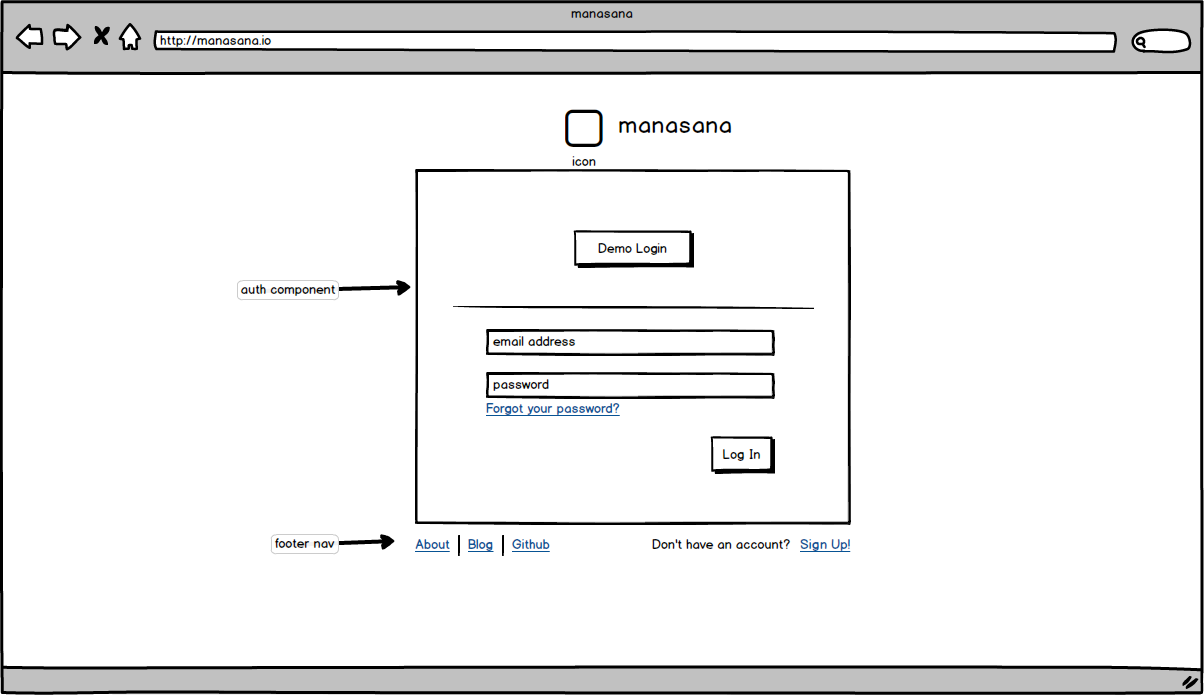 manasana
http://manasana.io
manasana
icon
Demo Login
auth component
email address
password
Forgot your password?
Log In
footer nav
About | Blog | Github
Don't have an account? Sign Up!